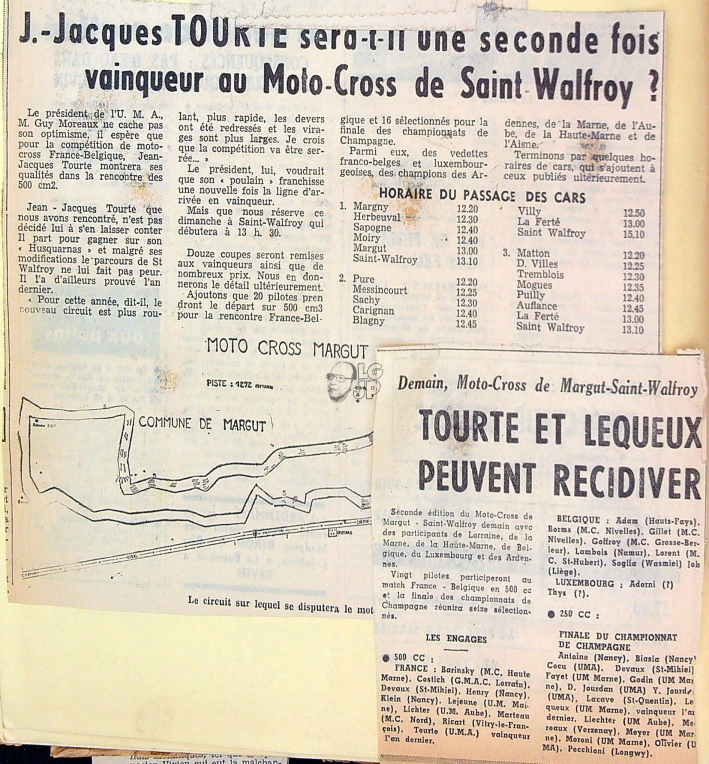 J.-Jacques TOURTE sera-t-il une seconde fois
vainqueur au Moto-Cross de Saint-Walfroy ?
Le président de l'U. M. A.,
M. Guy Moreaux ne cache pas
son optimisme, il espère que
pour la compétition de moto-
cross France-Belgique, Jean-
Jacques Tourte montrera ses
qualités dans la rencontre des
500 cm2.
Jean - Jacques Tourte que
nous avons rencontré, n'est pas
décidé lui à s'en laisser conter
Il part pour gagner sur son
« Husquarnas » et malgré ses
modifications le parcours de St
Walfroy ne lui fait pas peur.
Il l'a d'ailleurs prouvé l'an
dernier.
« Pour cette année, dit-il, le
nouveau circuit est plus rou-
lant, plus rapide, les devers
ont été redressés et les vira-
ges sont plus larges. Je crois
que la compétition va être ser-
rée... »
Le président, lui, voudrait
que son « poulain » franchisse
une nouvelle fois la ligne d'ar-
rivée en vainqueur.
Mais que nous réserve ce
dimanche à Saint-Walfroy qui
débutera à 13 h. 30.
Douze coupes seront remises
aux vainqueurs ainsi que de
nombreux prix. Nous en don-
nerons le détail ultérieurement.
Ajoutons que 20 pilotes pren
dront le départ sur 500 cm3
pour la rencontre France-Bel-
gique et 16 sélectionnés pour la
finale des championnats de
Champagne.
Parmi eux, des vedettes
franco-belges et luxembour-
geoises, des champions des Ar-
dennes, de la Marne, de l'Au-
be, de la Haute-Marne et de
l'Aisne.
Terminons par quelques ho-
raires de cars, qui s'ajoutent à
ceux publiés ultérieurement.
HORAIRE DU PASSAGE DES CARS
1. Margny 12.20
Herbeuval 12.30
Sapogne 12.40
Moiry 12.40
Margut 13.00
Saint-Walfroy 13.10
2. Pure 12.20
Messincourt 12.25
Sachy 12.30
Carignan 12.40
Blagny 12.45
Villy 12.50
La Ferté 13.00
Saint Walfroy 15.10
3. Matton 12.20
D. Villes 12.25
Tremblois 12.30
Mogues 12.35
Puilly 12.40
Auflance 12.45
La Ferté 13.00
Saint Walfroy 13.10
MOTO CROSS MARGUT
PISTE : 1272
LG
UP
COMMUNE DE MARGUT
Le circuit sur lequel se disputera le mot
Demain, Moto-Cross de Margut-Saint-Walfroy
TOURTE ET LEQUEUX
PEUVENT RECIDIVER
Seconde édition du Moto-Cross de
Margut - Saint-Walfroy demain avec
des participants de Lorraine, de la
Marne, de la Haute-Marne, de Bel-
gique, du Luxembourg et des Arden-
nes.
Vingt pilotes participeront au
match France - Belgique en 500 cc
et la finale des championnats de
Champagne réunira seize sélection-
nés.
LES ENGAGES
● 500 CC :
FRANCE : Barinsky (M.C. Haute
Marne), Costich (G.M.A.C. Lorrain),
Devaux (St-Mihiel), Henry (Nancy),
Klein (Nancy), Lejeune (U.M. Mai-
ne), Lichter (U.M. Aube), Marteau
(M.C. Nord), Ricart (Vitry-le-Fran-
çois), Tourte (U.M.A.) vainqueur
l'an dernier.
BELGIQUE : Adam (Hauts-Fays),
Borms (M.C. Nivelles), Gillet (M.C.
Nivelles), Golfroy (M.C. Grosse-Ber-
leur), Lambois (Namur), Lorent (M.
C. St-Hubert), Soglia (Wasmiel) Job
(Liège).
LUXEMBOURG : Adorni (?)
Thys (?).
● 250 CC :
FINALE DU CHAMPIONNAT
DE CHAMPAGNE
Antoine (Nancy), Biasia (Nancy'
Cocu (UMA), Devaux (St-Mihiel)
Fayet (UM Marne), Godin (UM Mar
ne), D. Jourdan (UMA) Y. Jourd
(UMA), Lacave (St-Quentin), Le
queux (UM Marne), vainqueur l'an
dernier. Liechter (UM Aube), Me-
reaux (Verzenay), Meyer (UM Mar-
ne), Moroni (UM Marne), Ollivier (U
MA), Pecchioni (Longwy).